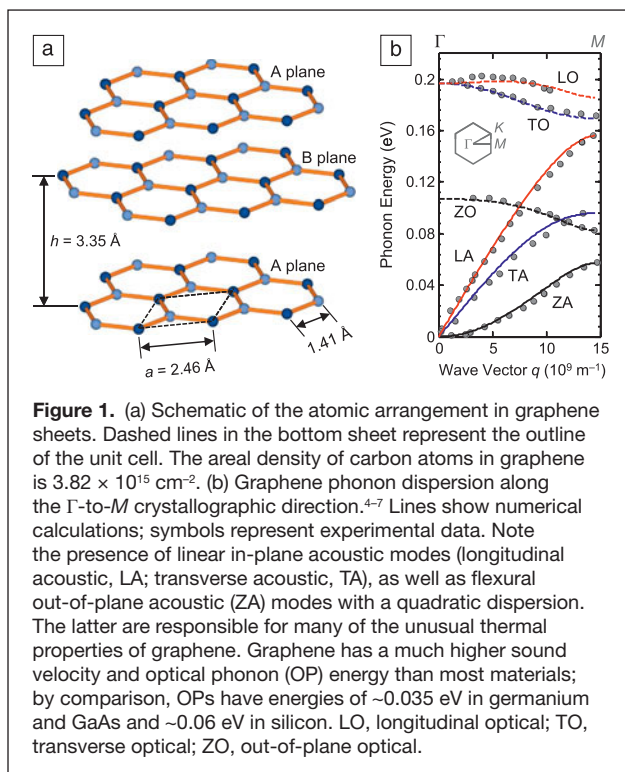 a
A plane
B plane
h = 3.35 Å
A plane
a = 2.46 Å
1.41 Å
b
Γ
M
0.2
0.16
0.12
0.08
0.04
0
Phonon Energy (eV)
LO
TO
K
Γ
M
ZO
LA
TA
ZA
0 5 10 15
Wave Vector q (10⁹ m⁻¹)
Figure 1. (a) Schematic of the atomic arrangement in graphene
sheets. Dashed lines in the bottom sheet represent the outline
of the unit cell. The areal density of carbon atoms in graphene
is 3.82 × 10¹⁵ cm⁻². (b) Graphene phonon dispersion along
the Γ-to-M crystallographic direction.⁴⁻⁷ Lines show numerical
calculations; symbols represent experimental data. Note
the presence of linear in-plane acoustic modes (longitudinal
acoustic, LA; transverse acoustic, TA), as well as flexural
out-of-plane acoustic (ZA) modes with a quadratic dispersion.
The latter are responsible for many of the unusual thermal
properties of graphene. Graphene has a much higher sound
velocity and optical phonon (OP) energy than most materials;
by comparison, OPs have energies of ~0.035 eV in germanium
and GaAs and ~0.06 eV in silicon. LO, longitudinal optical; TO,
transverse optical; ZO, out-of-plane optical.